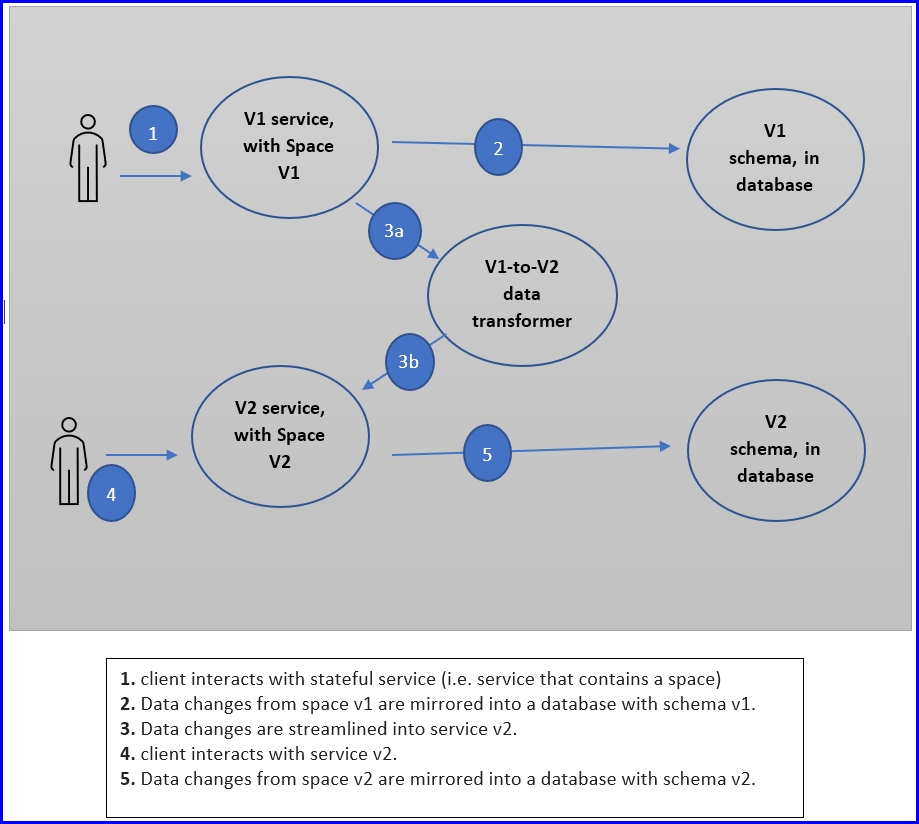 1
V1 service,
with Space
V1
2
V1
schema, in
database
3a
V1-to-V2
data
transformer
3b
V2 service,
with Space
V2
4
5
V2
schema, in
database
1. client interacts with stateful service (i.e. service that contains a space)
2. Data changes from space v1 are mirrored into a database with schema v1.
3. Data changes are streamlined into service v2.
4. client interacts with service v2.
5. Data changes from space v2 are mirrored into a database with schema v2.